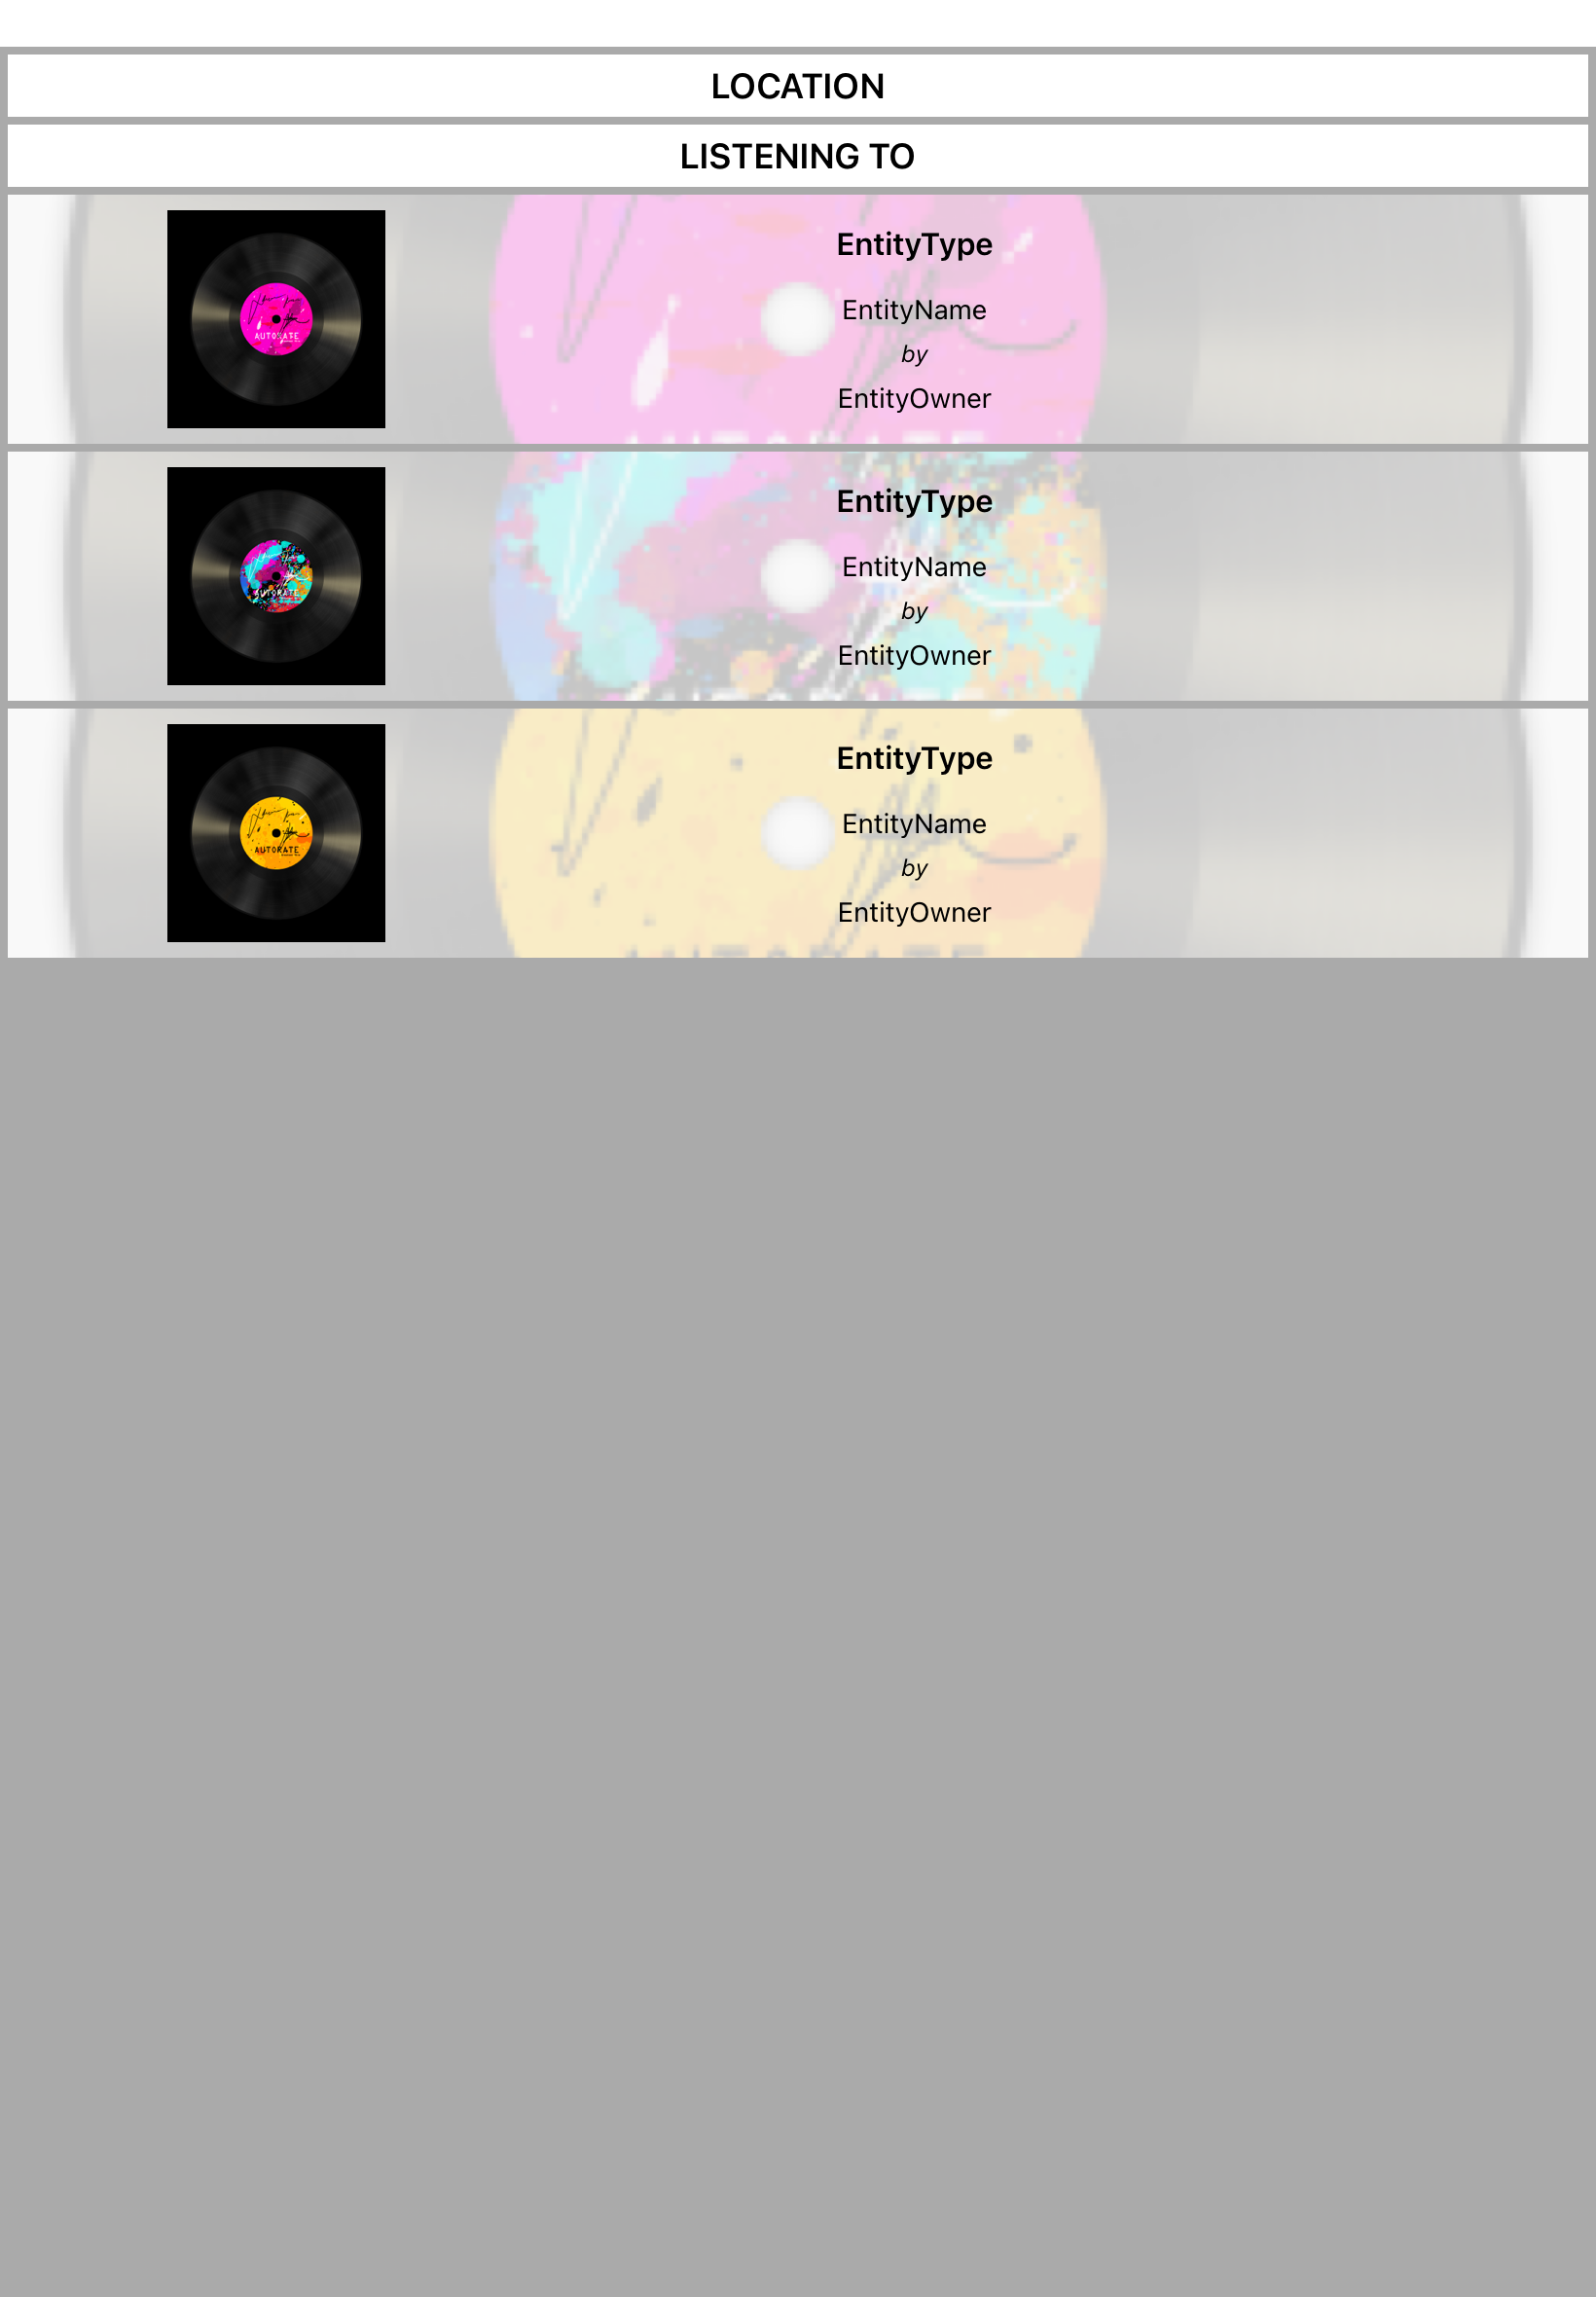 LOCATION
LISTENING TO
AUTORATE
EntityType
EntityName
by
EntityOwner
AUTORATE
EntityType
EntityName
by
EntityOwner
AUTORATE
EntityType
EntityName
by
EntityOwner